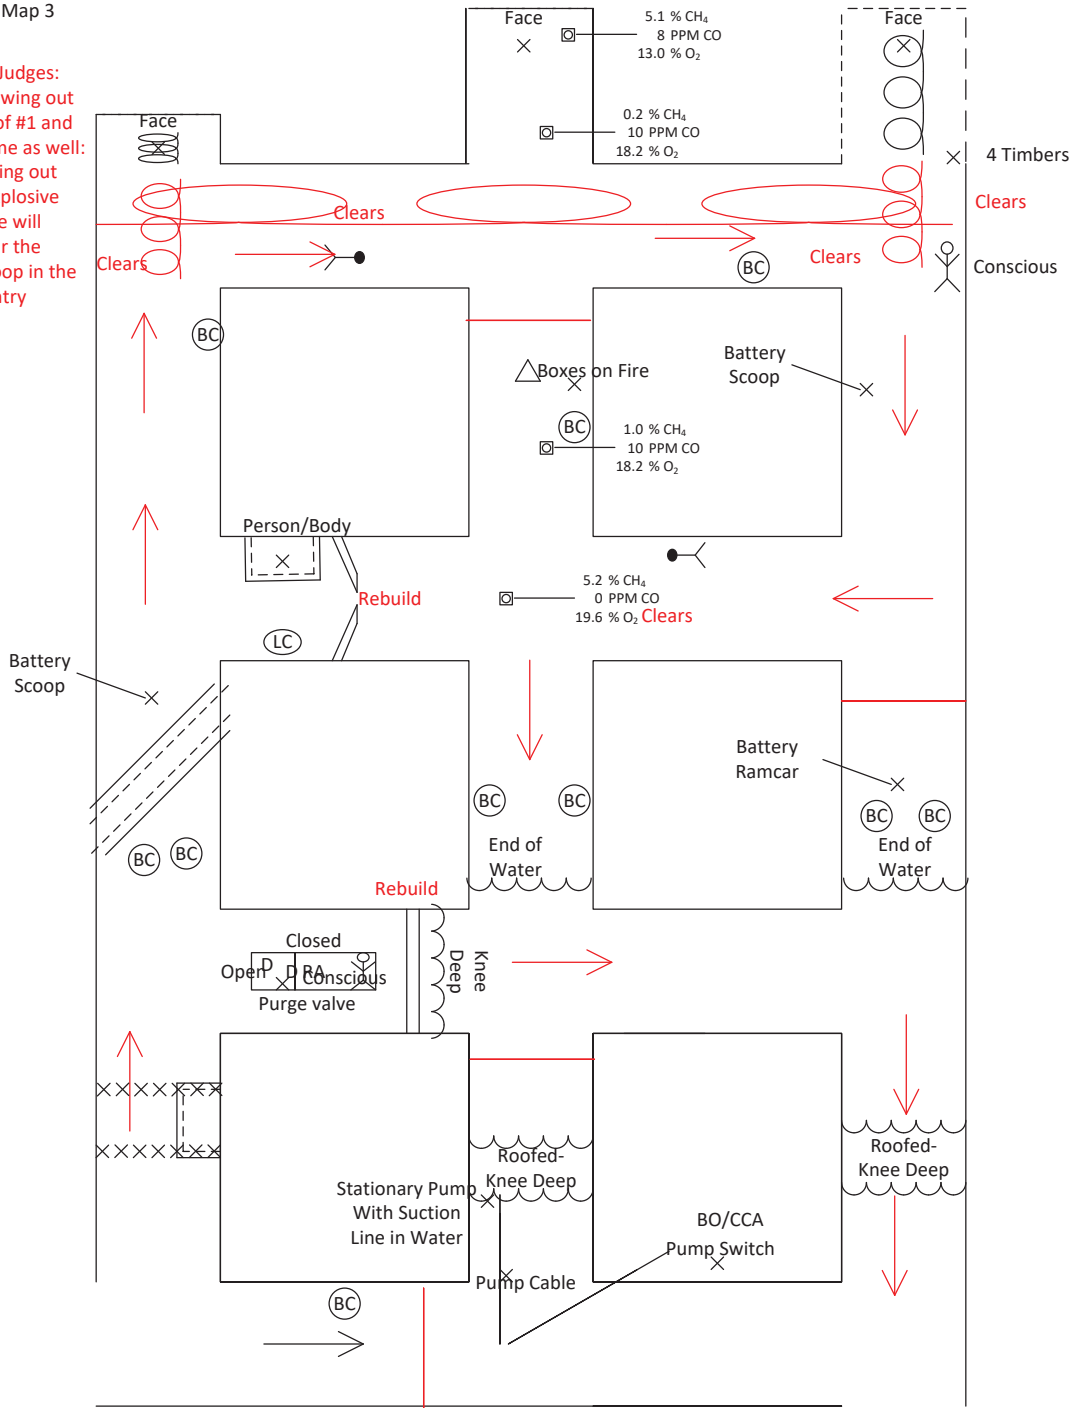 Map 3
Judges:
wing out
of #1 and
ne as well:
ing out
plosive
e will
r the
oop in the
ntry
Face
Face
5.1 % CH₄
8 PPM CO
13.0 % O₂
0.2 % CH₄
10 PPM CO
18.2 % O₂
Face
4 Timbers
Clears
Clears
Clears
Clears
Conscious
BC
BC
Boxes on Fire
Battery
Scoop
BC
1.0 % CH₄
10 PPM CO
18.2 % O₂
Person/Body
Rebuild
5.2 % CH₄
0 PPM CO
19.6 % O₂ Clears
LC
Battery
Scoop
Battery
Ramcar
BC
BC
BC
BC
End of
Water
End of
Water
BC
BC
Rebuild
Closed
Open
D
D
RA
Conscious
Purge valve
Knee
Deep
Roofed-
Knee Deep
Roofed-
Knee Deep
Stationary Pump
With Suction
Line in Water
BO/CCA
Pump Switch
Pump Cable
BC